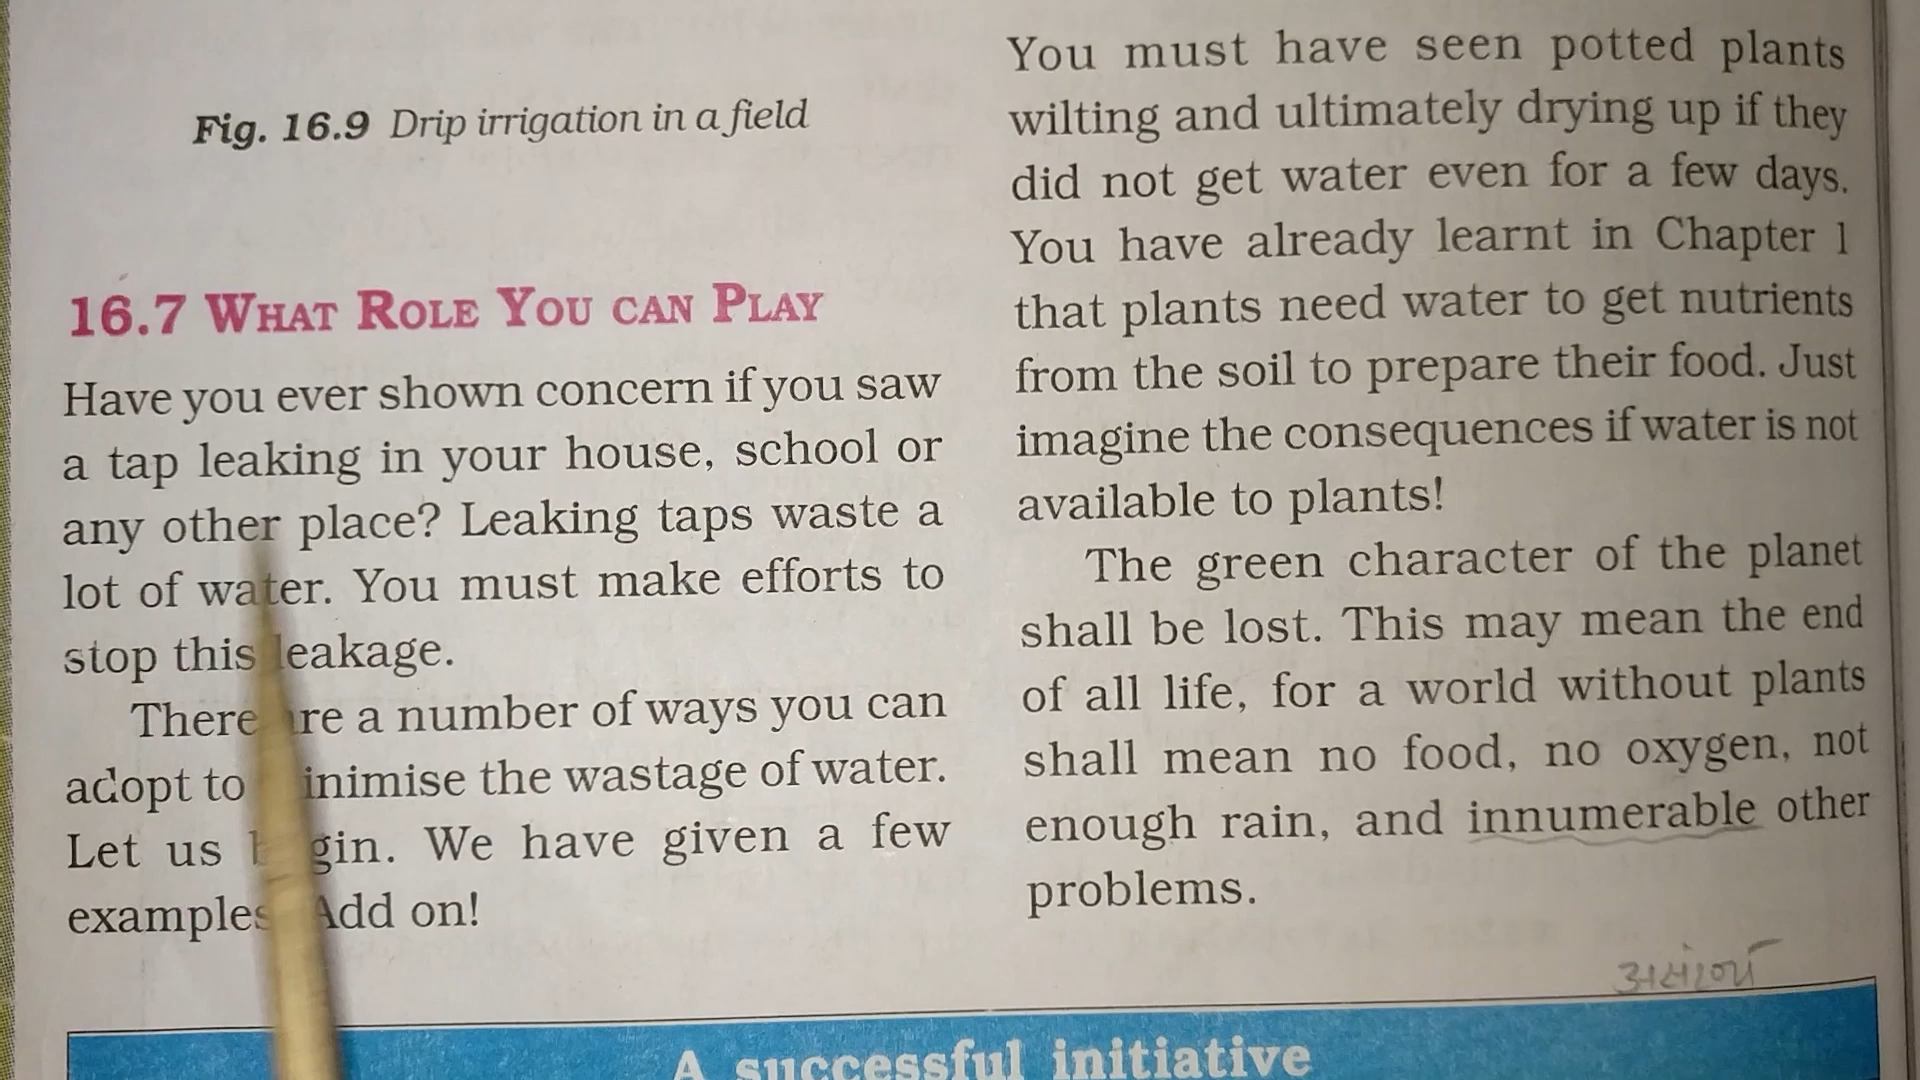 Fig. 16.9 Drip irrigation in a field
16.7 WHAT ROLE YOU CAN PLAY
Have you ever shown concern if you saw
a tap leaking in your house, school or
any other place? Leaking taps waste a
lot of water. You must make efforts to
stop this leakage.
There are a number of ways you can
adopt to minimise the wastage of water.
Let us begin. We have given a few
examples. Add on!
You must have seen potted plants
wilting and ultimately drying up if they
did not get water even for a few days.
You have already learnt in Chapter 1
that plants need water to get nutrients
from the soil to prepare their food. Just
imagine the consequences if water is not
available to plants!
The green character of the planet
shall be lost. This may mean the end
of all life, for a world without plants
shall mean no food, no oxygen, not
enough rain, and innumerable other
problems.
A successful initiative